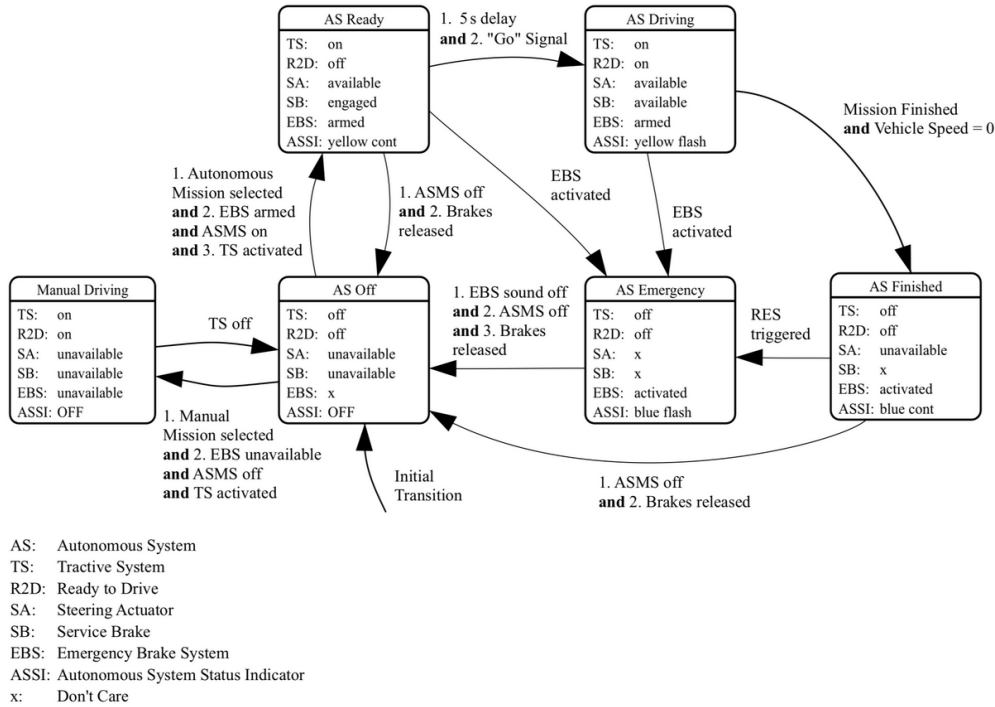 AS Ready
TS: on
R2D: off
SA: available
SB: engaged
EBS: armed
ASSI: yellow cont
1. 5 s delay
and 2. "Go" Signal
AS Driving
TS: on
R2D: on
SA: available
SB: available
EBS: armed
ASSI: yellow flash
Mission Finished
and Vehicle Speed = 0
1. Autonomous
Mission selected
and 2. EBS armed
and ASMS on
and 3. TS activated
1. ASMS off
and 2. Brakes
released
EBS
activated
EBS
activated
Manual Driving
TS: on
R2D: on
SA: unavailable
SB: unavailable
EBS: unavailable
ASSI: OFF
TS off
AS Off
TS: off
R2D: off
SA: unavailable
SB: unavailable
EBS: x
ASSI: OFF
1. EBS sound off
and 2. ASMS off
and 3. Brakes
released
AS Emergency
TS: off
R2D: off
SA: x
SB: x
EBS: activated
ASSI: blue flash
RES
triggered
AS Finished
TS: off
R2D: off
SA: unavailable
SB: x
EBS: activated
ASSI: blue cont
1. Manual
Mission selected
and 2. EBS unavailable
and ASMS off
and TS activated
Initial
Transition
1. ASMS off
and 2. Brakes released
AS: Autonomous System
TS: Tractive System
R2D: Ready to Drive
SA: Steering Actuator
SB: Service Brake
EBS: Emergency Brake System
ASSI: Autonomous System Status Indicator
x: Don't Care